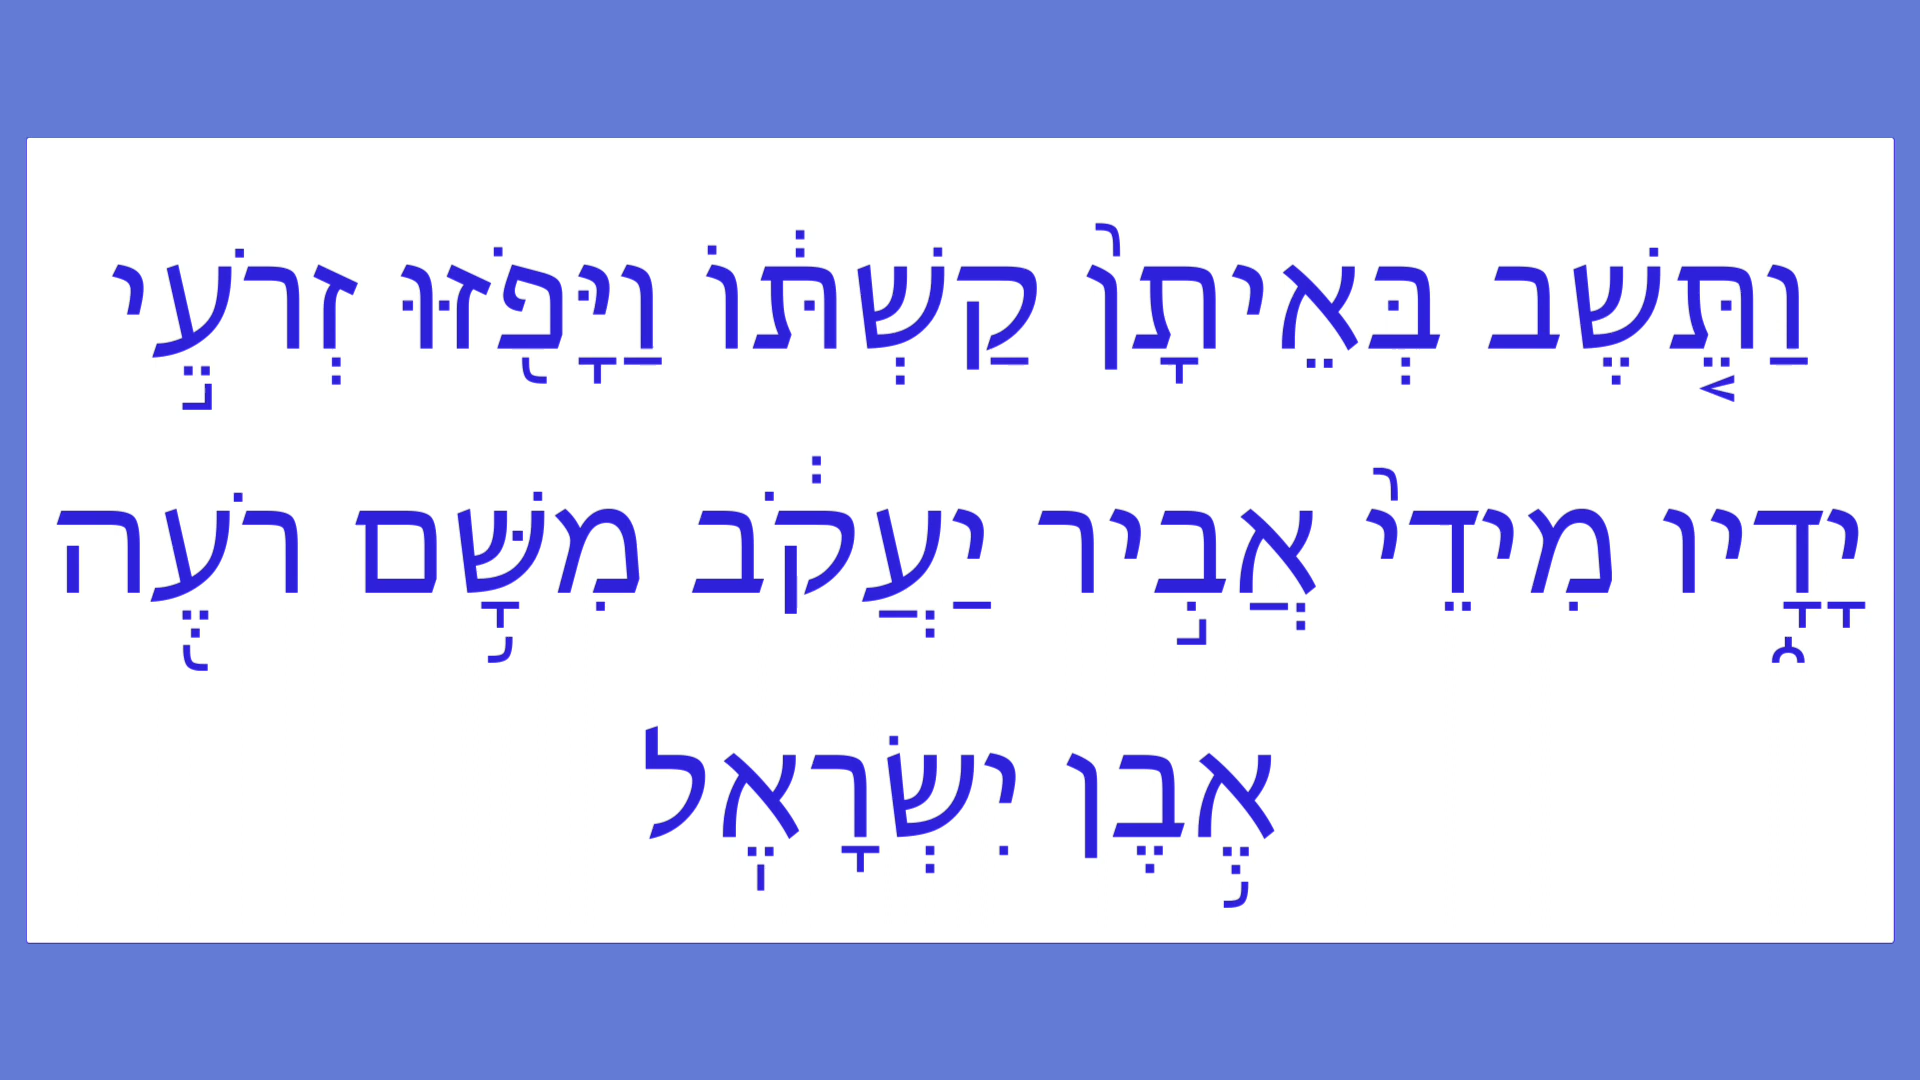 וַתֵּ֤שֶׁב בְּאֵיתָן֙ קַשְׁתּ֔וֹ וַיָּפֹ֖זּוּ זְרֹעֵ֣י
יָדָ֑יו מִידֵי֙ אֲבִ֣יר יַעֲקֹ֔ב מִשָּׁ֥ם רֹעֶ֖ה
אֶ֥בֶן יִשְׂרָאֵֽל